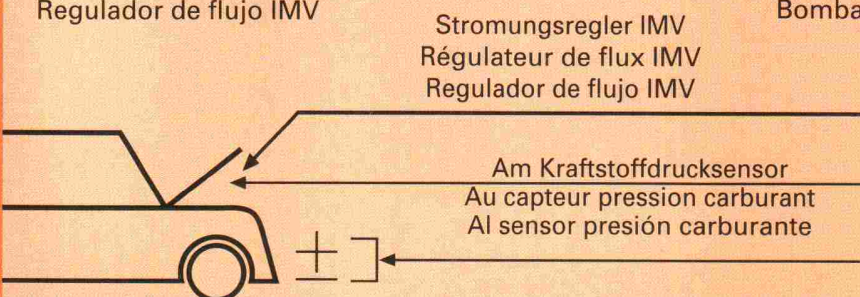 Regulador de flujo IMV
Bomba
Stromungsregler IMV
Régulateur de flux IMV
Regulador de flujo IMV
Am Kraftstoffdrucksensor
Au capteur pression carburant
Al sensor presión carburante